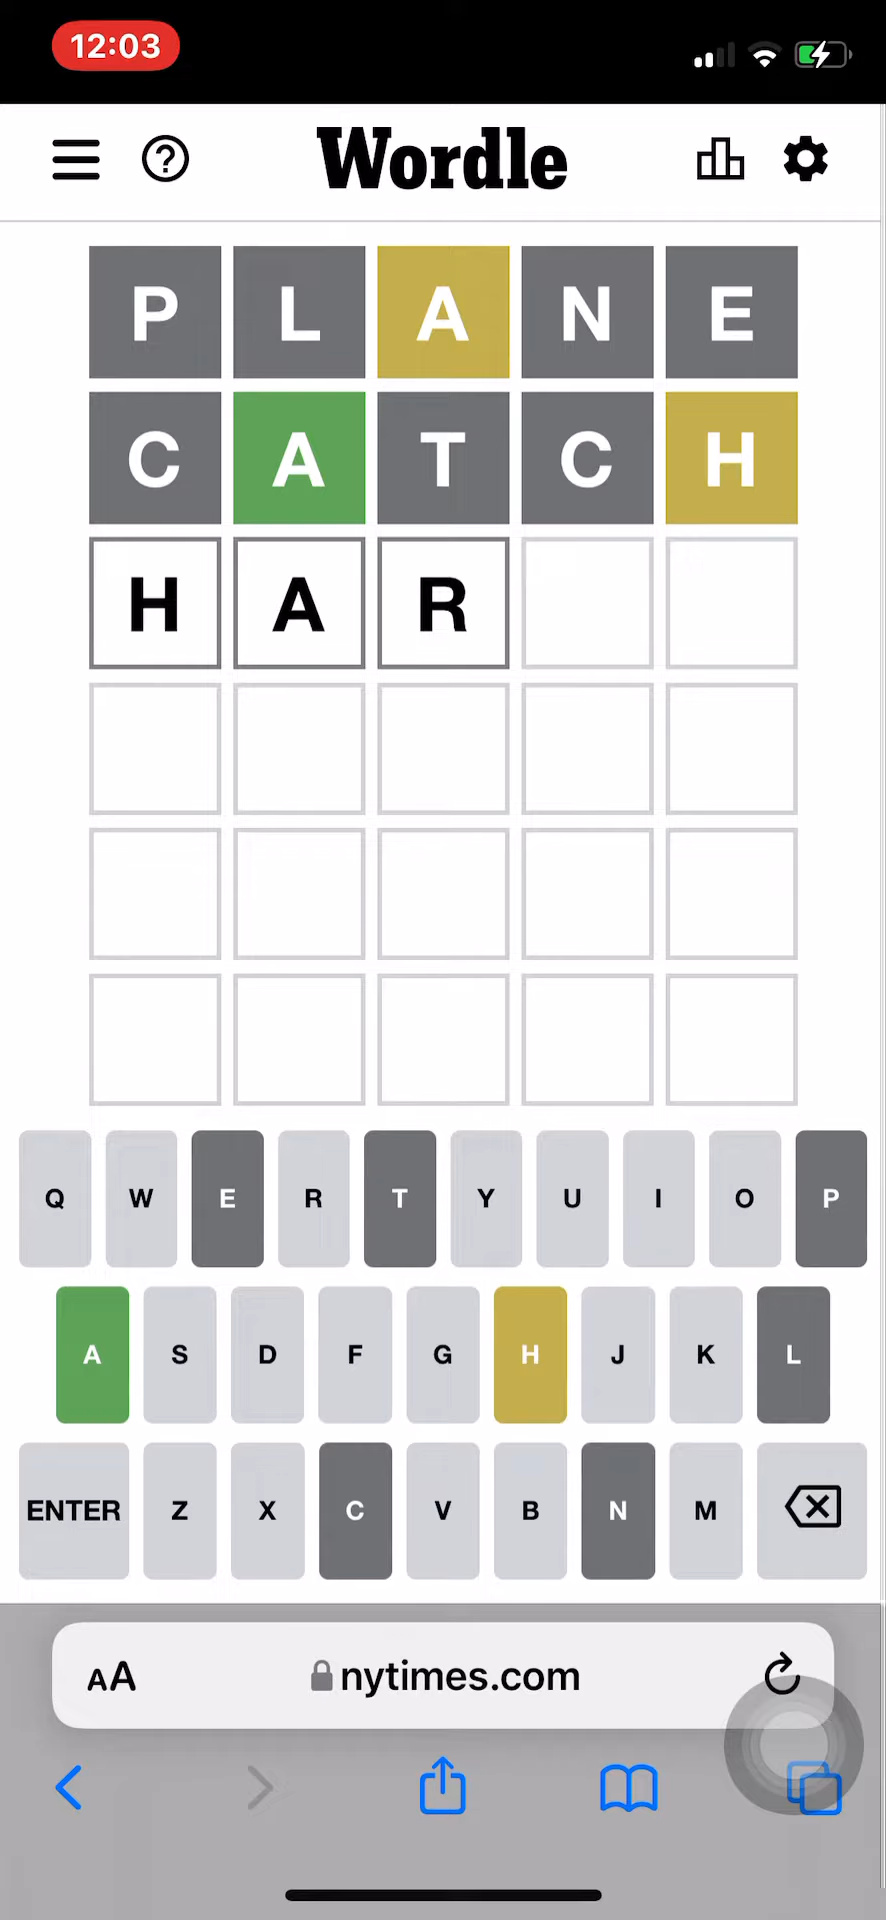 12:03
Wordle
P L A N E
C A T C H
H A R
Q W E R T Y U I O P
A S D F G H J K L
ENTER Z X C V B N M
AA nytimes.com